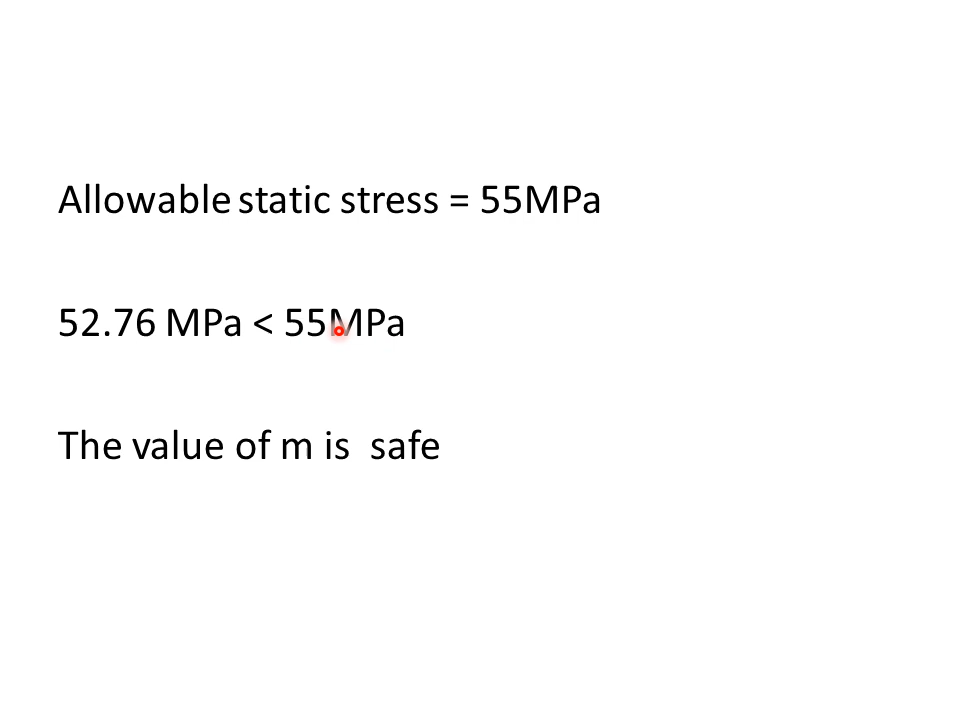 Allowable static stress = 55MPa
52.76 MPa < 55MPa
The value of m is  safe